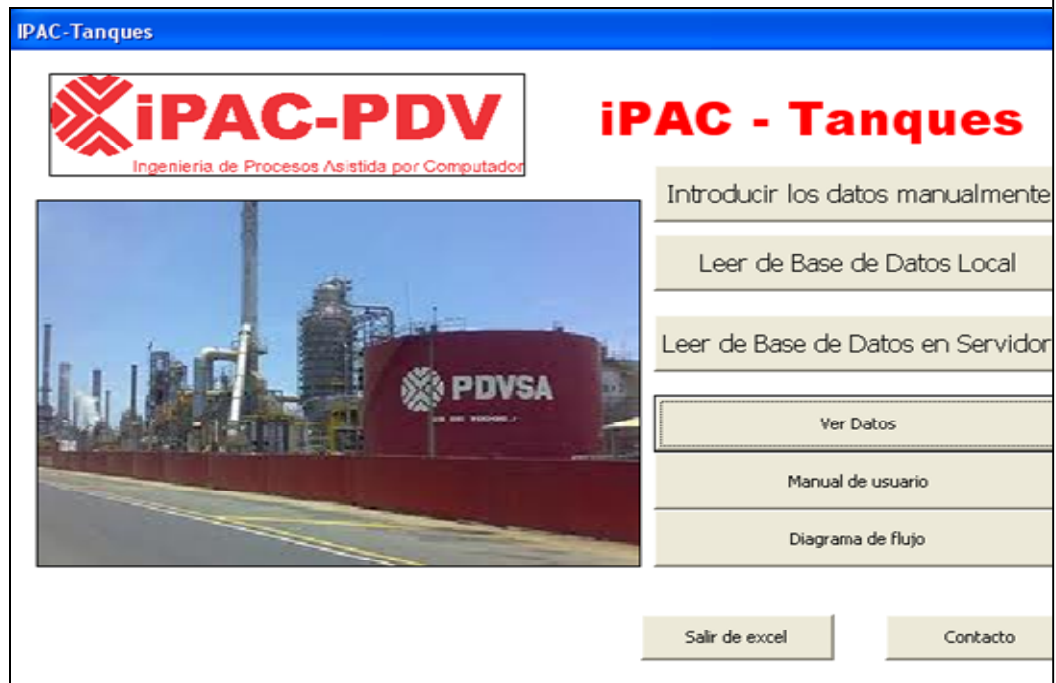 IPAC-Tanques
iPAC-PDV
Ingenieria de Procesos Asistida por Computador
iPAC - Tanques
Introducir los datos manualmente
Leer de Base de Datos Local
Leer de Base de Datos en Servidor
PDVSA
Ver Datos
Manual de usuario
Diagrama de flujo
Salir de excel
Contacto